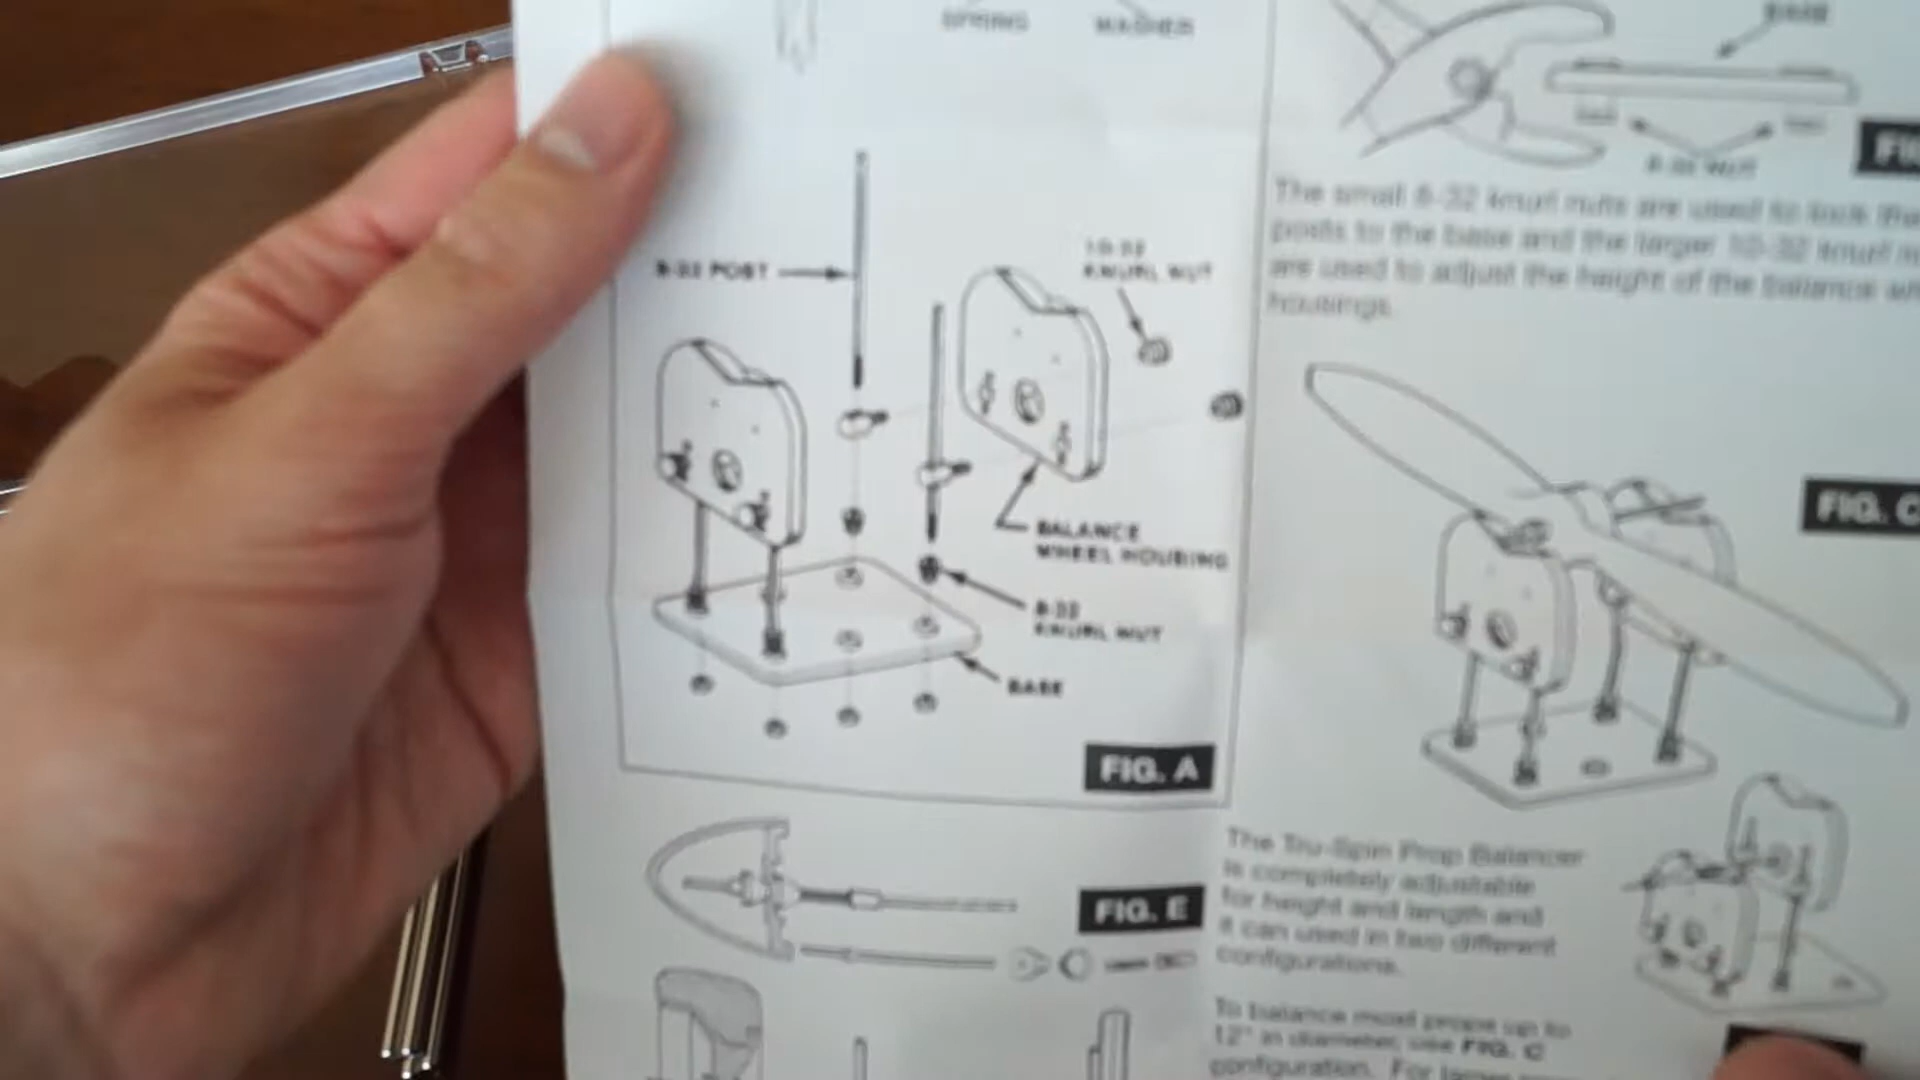 SPRING
WASHER
8-32 POST
10-32
KNURL NUT
BALANCE
WHEEL HOUSING
8-32
KNURL NUT
BASE
FIG. A
FIG. E
BASE
8-32 NUT
The small 8-32 knurl nuts are used to lock the
posts to the base and the larger 10-32 knurl
are used to adjust the height of the balance
housings.
FIG. C
The Tru-Spin Prop Balancer
is completely adjustable
for height and length and
it can used in two different
configurations.
To balance most props up to
12" in diameter, use FIG. C
configuration. For larger